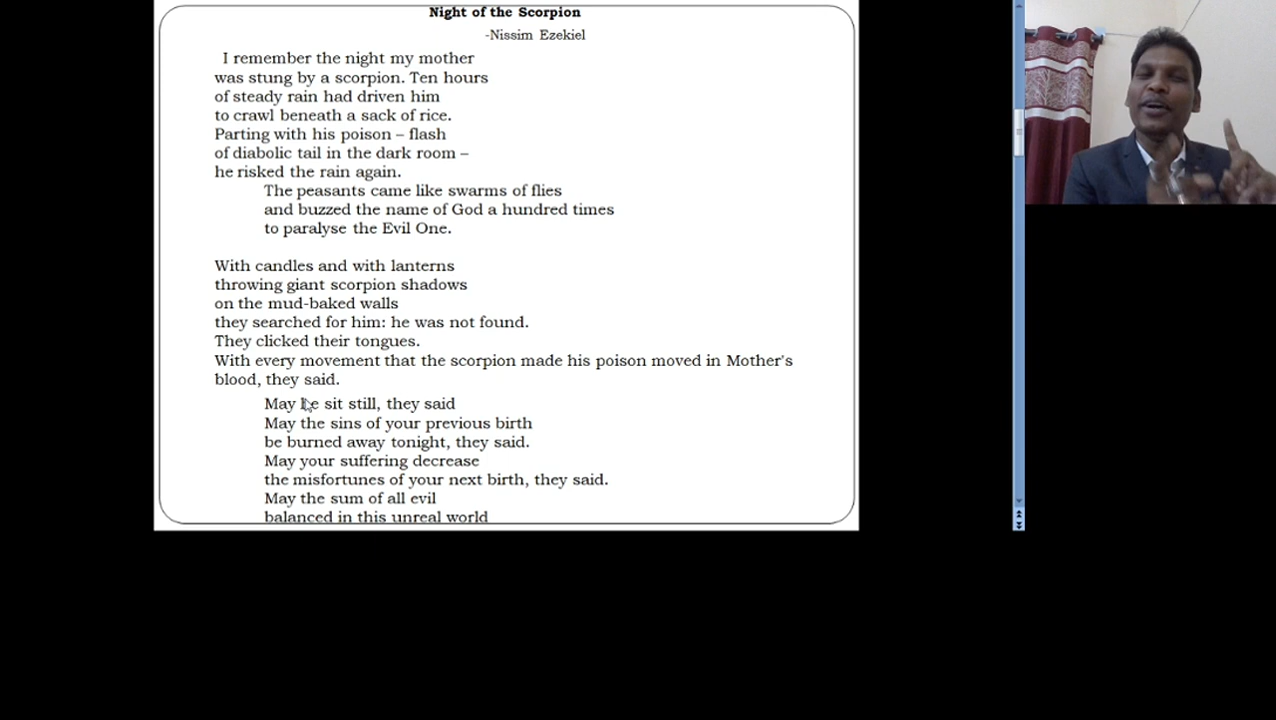 Night of the Scorpion
-Nissim Ezekiel
I remember the night my mother
was stung by a scorpion. Ten hours
of steady rain had driven him
to crawl beneath a sack of rice.
Parting with his poison – flash
of diabolic tail in the dark room –
he risked the rain again.
The peasants came like swarms of flies
and buzzed the name of God a hundred times
to paralyse the Evil One.
With candles and with lanterns
throwing giant scorpion shadows
on the mud-baked walls
they searched for him: he was not found.
They clicked their tongues.
With every movement that the scorpion made his poison moved in Mother's
blood, they said.
May he sit still, they said
May the sins of your previous birth
be burned away tonight, they said.
May your suffering decrease
the misfortunes of your next birth, they said.
May the sum of all evil
balanced in this unreal world